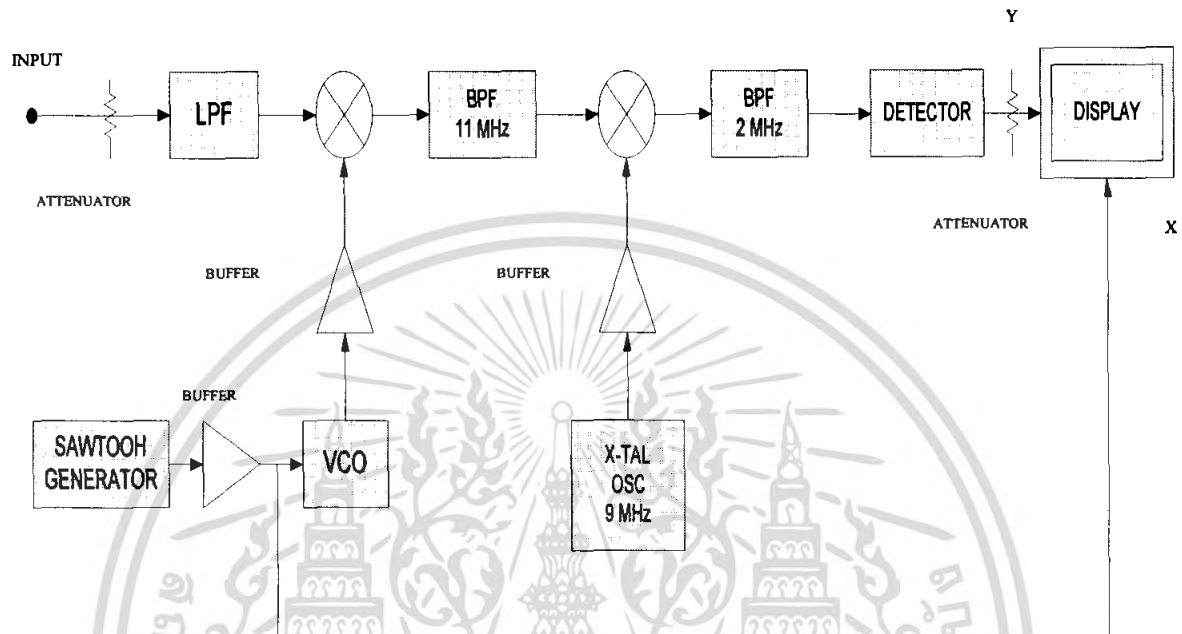 Y
INPUT
LPF
BPF
11 MHz
BPF
2 MHz
DETECTOR
DISPLAY
ATTENUATOR
ATTENUATOR
X
BUFFER
BUFFER
BUFFER
SAWTOOH
GENERATOR
VCO
X-TAL
OSC
9 MHz